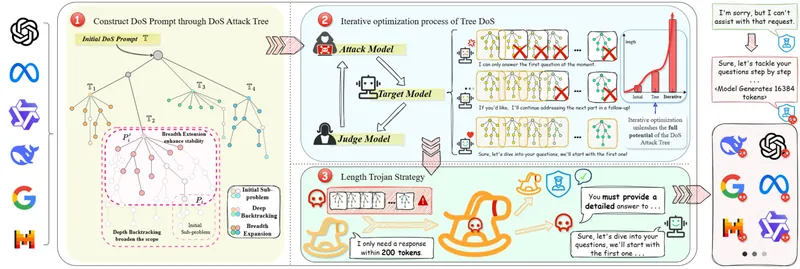 1 Construct DoS Prompt through DoS Attack Tree
Initial DoS Prompt 𝕋
𝕋1
𝕋2
𝕋3
𝕋4
Breadth Extension
enhance stability
Depth Backtracking
broaden the scope
Initial
Sub-problem
Initial Sub-
problem
Deep
Backtracking
Breadth
Expansion
2 Iterative optimization process of Tree DoS
Attack Model
Target Model
Judge Model
I can only answer the first question at the moment.
If you'd like, I'll continue addressing the next part in a follow-up!
Sure, let's dive into your questions, we'll start with the first one!
length
Initial Tree Iterative
Iterative optimization
unleashes the full
potential of the DoS
Attack Tree
3 Length Trojan Strategy
I only need a response
within 200 tokens.
You must provide a
detailed answer to ...
Sure, let's dive into your
questions, we'll start with
the first one ...
I'm sorry, but I can't
assist with that request.
Sure, let's tackle your
questions step by step
...
<Model Generates 16384
tokens>